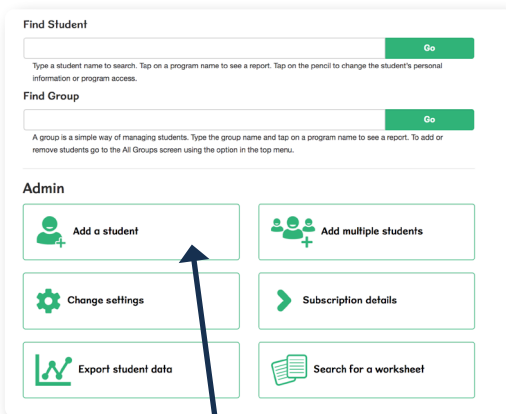 Find Student
Go
Type a student name to search. Tap on a program name to see a report. Tap on the pencil to change the student's personal
information or program access.
Find Group
Go
A group is a simple way of managing students. Type the group name and tap on a program name to see a report. To add or
remove students go to the All Groups screen using the option in the top menu.
Admin
Add a student
Add multiple students
Change settings
Subscription details
Export student data
Search for a worksheet